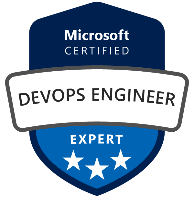 Microsoft
CERTIFIED
DEVOPS ENGINEER
EXPERT